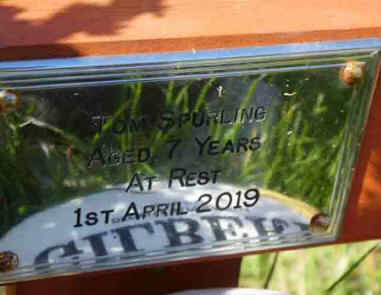 Tom Spurling
Aged 7 Years
At Rest
1st April 2019